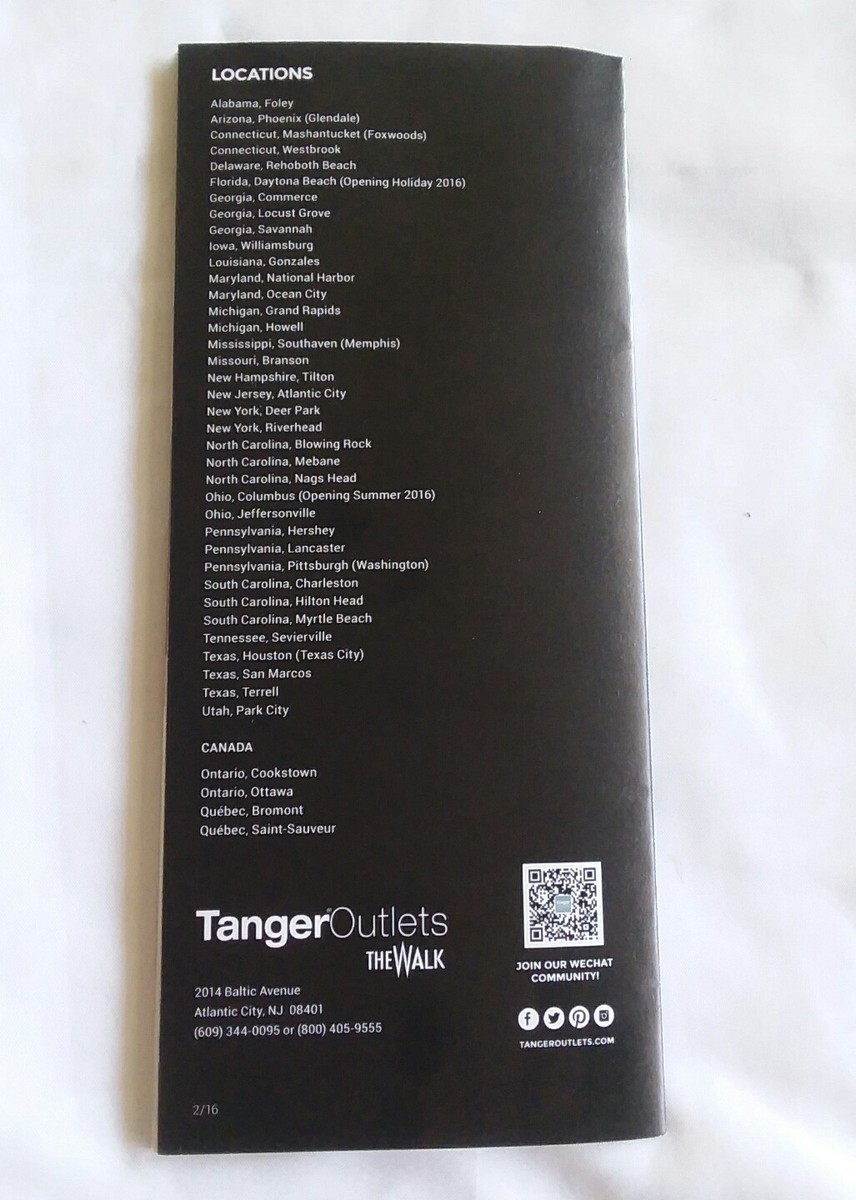 LOCATIONS
Alabama, Foley
Arizona, Phoenix (Glendale)
Connecticut, Mashantucket (Foxwoods)
Connecticut, Westbrook
Delaware, Rehoboth Beach
Florida, Daytona Beach (Opening Holiday 2016)
Georgia, Commerce
Georgia, Locust Grove
Georgia, Savannah
Iowa, Williamsburg
Louisiana, Gonzales
Maryland, National Harbor
Maryland, Ocean City
Michigan, Grand Rapids
Michigan, Howell
Mississippi, Southaven (Memphis)
Missouri, Branson
New Hampshire, Tilton
New Jersey, Atlantic City
New York, Deer Park
New York, Riverhead
North Carolina, Blowing Rock
North Carolina, Mebane
North Carolina, Nags Head
Ohio, Columbus (Opening Summer 2016)
Ohio, Jeffersonville
Pennsylvania, Hershey
Pennsylvania, Lancaster
Pennsylvania, Pittsburgh (Washington)
South Carolina, Charleston
South Carolina, Hilton Head
South Carolina, Myrtle Beach
Tennessee, Sevierville
Texas, Houston (Texas City)
Texas, San Marcos
Texas, Terrell
Utah, Park City
CANADA
Ontario, Cookstown
Ontario, Ottawa
Québec, Bromont
Québec, Saint-Sauveur
Tanger®Outlets
THE WALK
2014 Baltic Avenue
Atlantic City, NJ 08401
(609) 344-0095 or (800) 405-9555
JOIN OUR WECHAT
COMMUNITY!
TANGEROUTLETS.COM
2/16